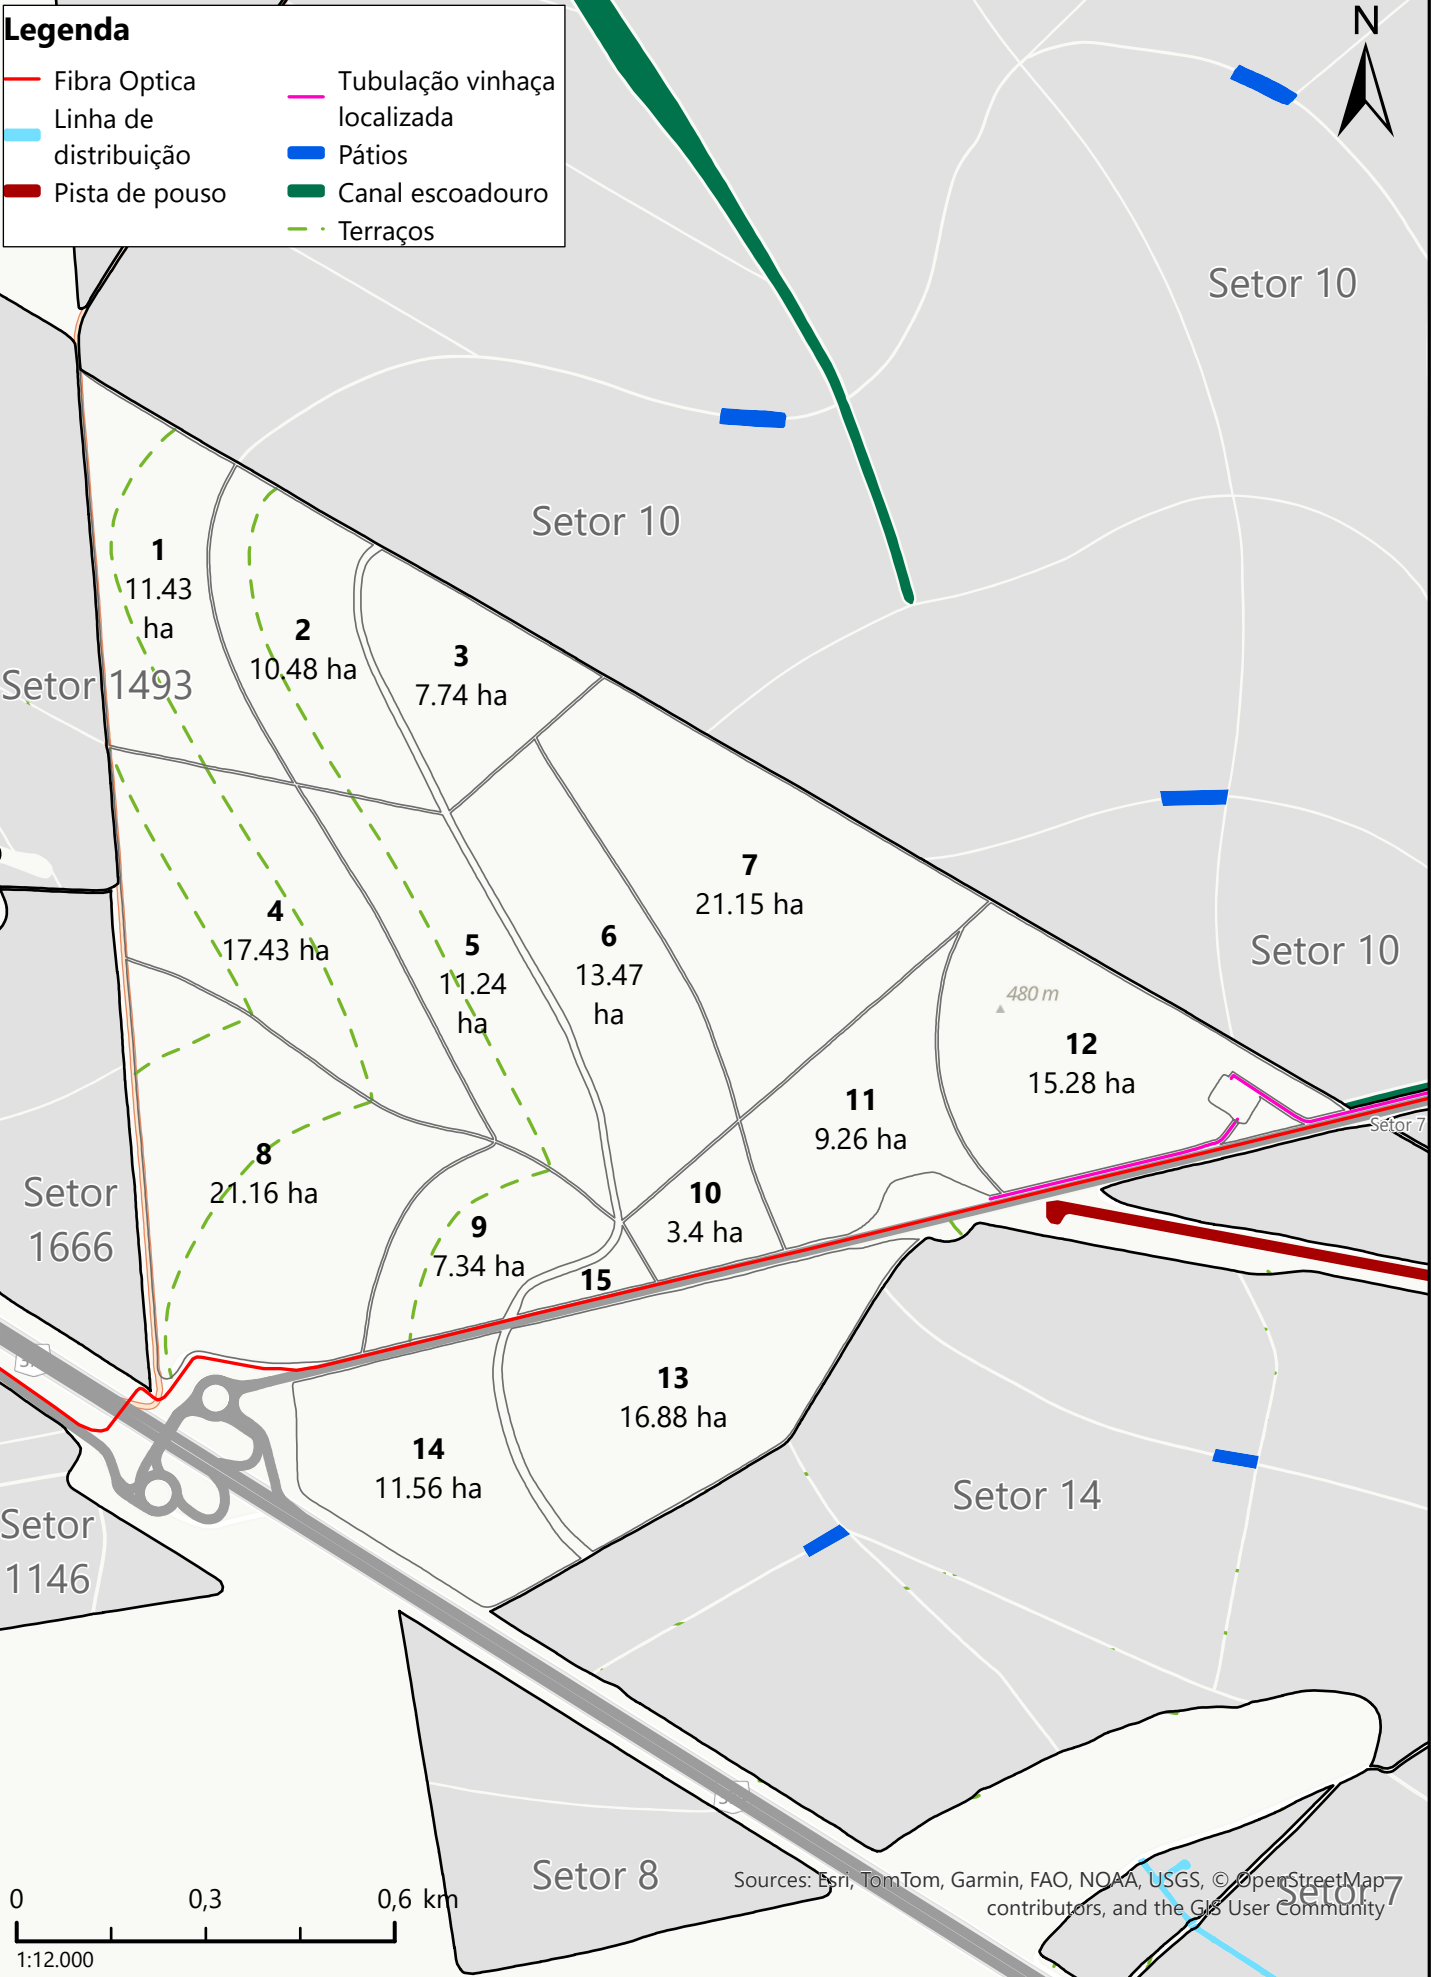 Legenda
Fibra Optica
Linha de
distribuição
Pista de pouso
Tubulação vinhaça
localizada
Pátios
Canal escoadouro
Terraços
N
Setor 10
Setor 10
1
11.43
ha
2
10.48 ha
3
7.74 ha
Setor 1493
7
21.15 ha
4
17.43 ha
5
11.24
ha
6
13.47
ha
Setor 10
480 m
12
15.28 ha
11
9.26 ha
Setor 7
8
21.16 ha
Setor
1666
10
3.4 ha
9
7.34 ha
15
13
16.88 ha
14
11.56 ha
Setor 14
Setor
1146
Setor 8
Setor 7
Sources: Esri, TomTom, Garmin, FAO, NOAA, USGS, © OpenStreetMap
contributors, and the GIS User Community
0 0,3 0,6 km
1:12.000